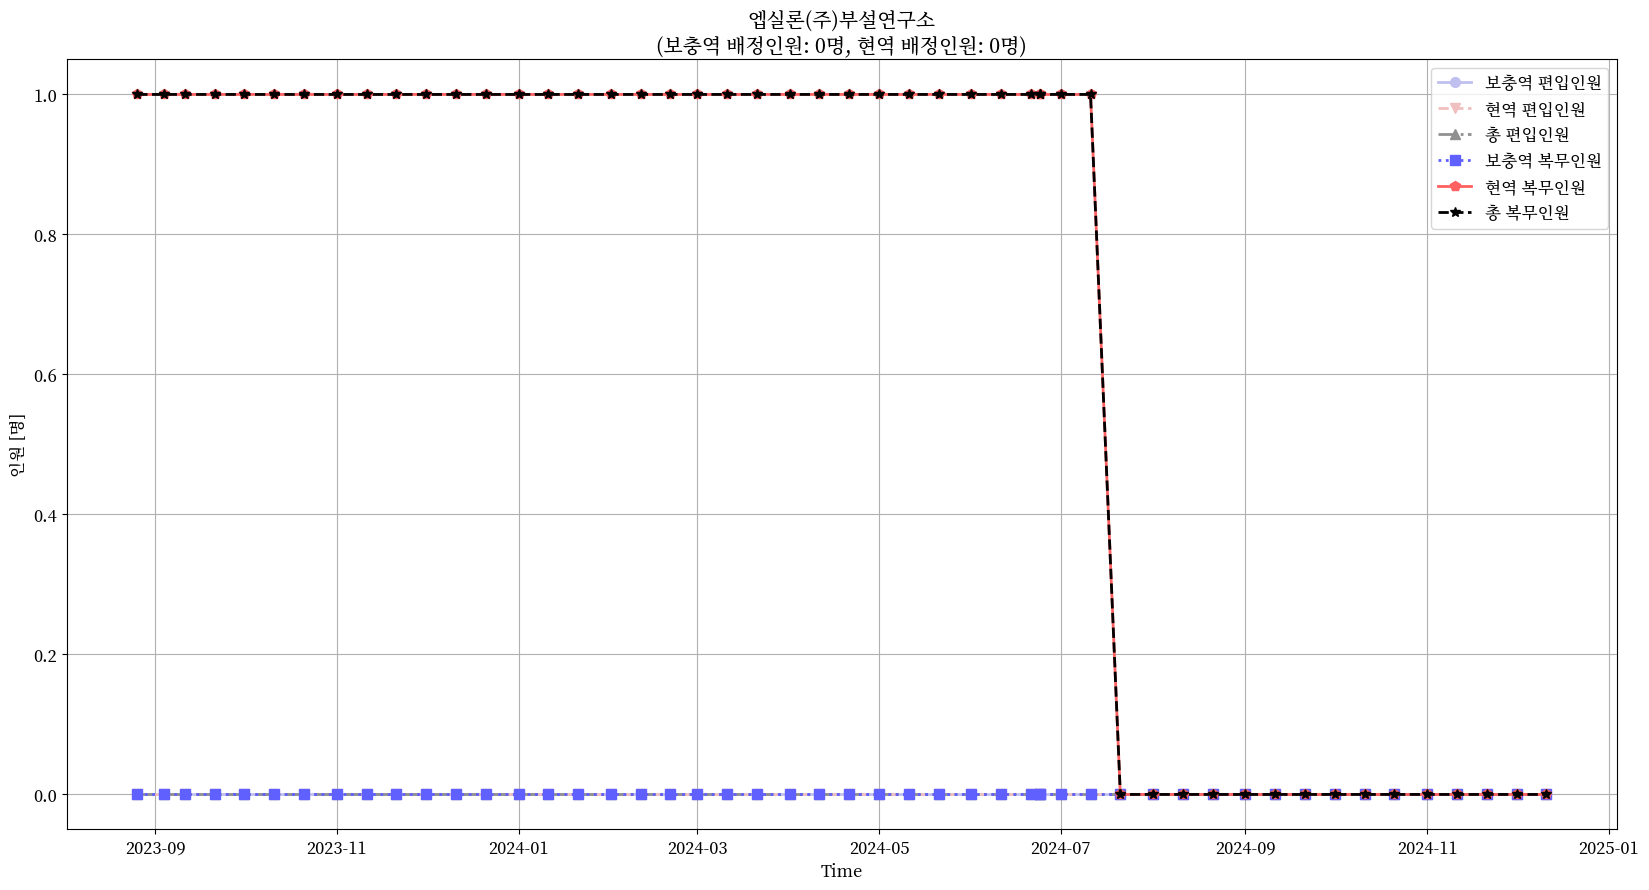 엡실론(주)부설연구소
(보충역 배정인원: 0명, 현역 배정인원: 0명)
1.0
0.8
0.6
0.4
0.2
0.0
인원 [명]
보충역 편입인원
현역 편입인원
총 편입인원
보충역 복무인원
현역 복무인원
총 복무인원
2023-09 2023-11 2024-01 2024-03 2024-05 2024-07 2024-09 2024-11 2025-01
Time